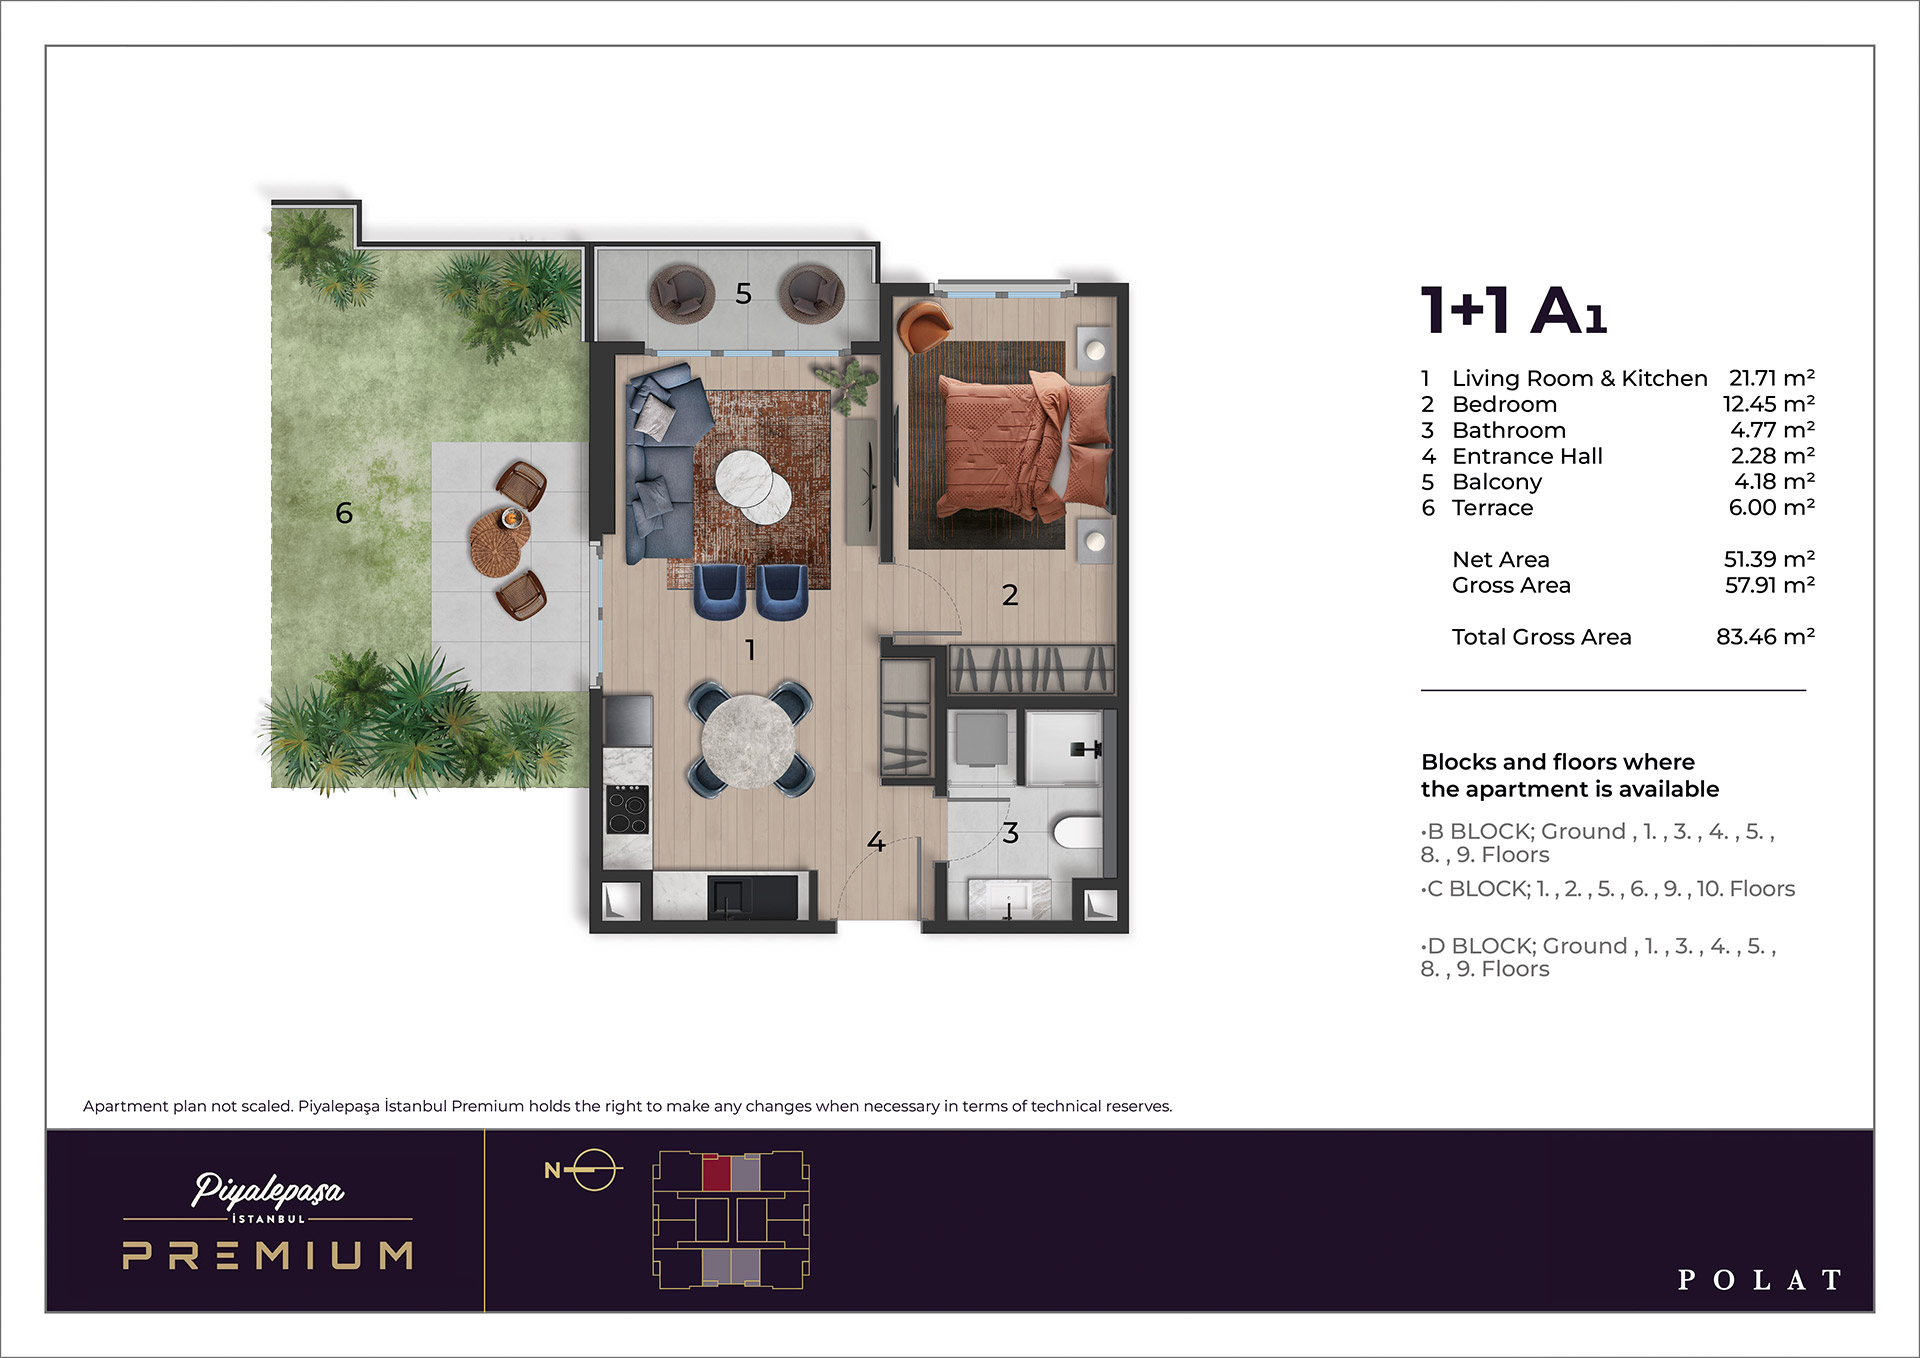 5
6
2
1
4
3
1+1 A1
1 Living Room & Kitchen 21.71 m²
2 Bedroom 12.45 m²
3 Bathroom 4.77 m²
4 Entrance Hall 2.28 m²
5 Balcony 4.18 m²
6 Terrace 6.00 m²
Net Area 51.39 m²
Gross Area 57.91 m²
Total Gross Area 83.46 m²
Blocks and floors where
the apartment is available
•B BLOCK; Ground , 1. , 3. , 4. , 5. ,
8. , 9. Floors
•C BLOCK; 1. , 2. , 5. , 6. , 9. , 10. Floors
•D BLOCK; Ground , 1. , 3. , 4. , 5. ,
8. , 9. Floors
Apartment plan not scaled. Piyalepaşa İstanbul Premium holds the right to make any changes when necessary in terms of technical reserves.
Piyalepaşa
İSTANBUL
PREMIUM
N
POLAT